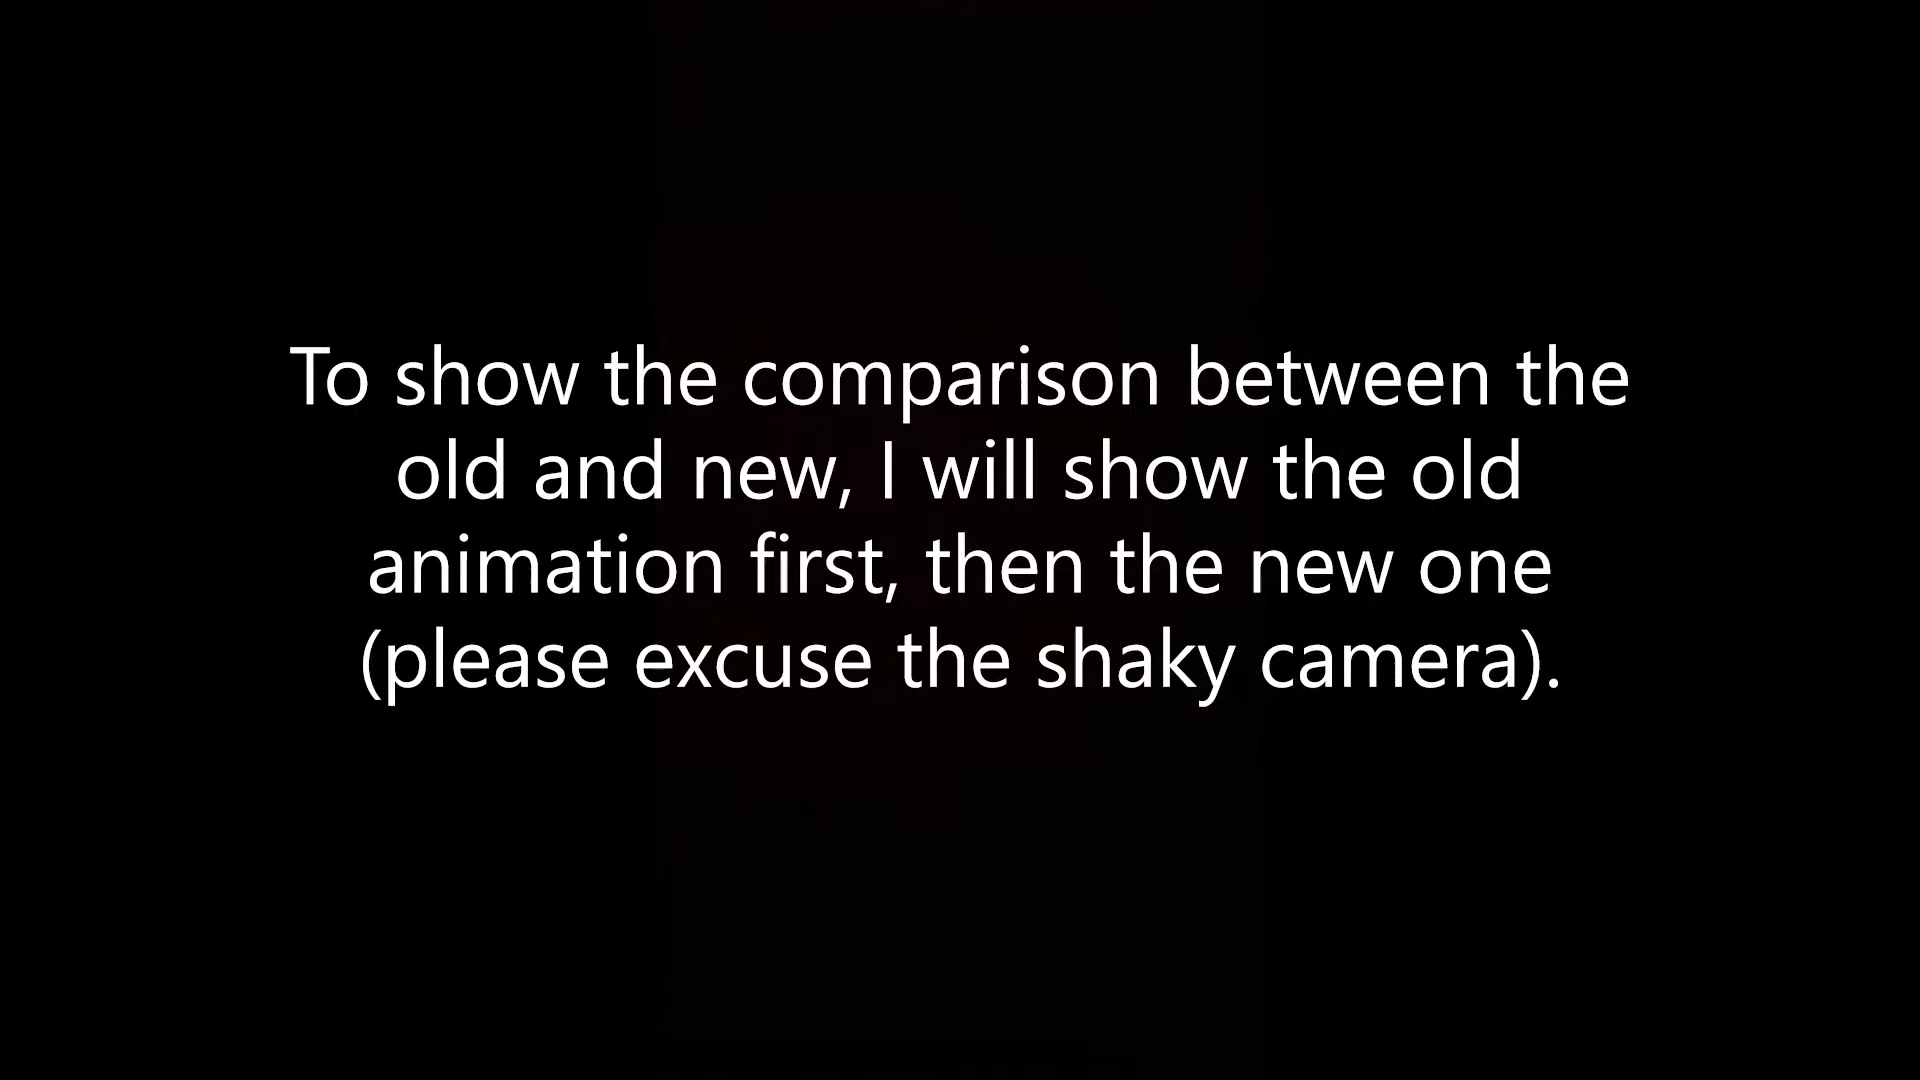 To show the comparison between the
old and new, I will show the old
animation first, then the new one
(please excuse the shaky camera).